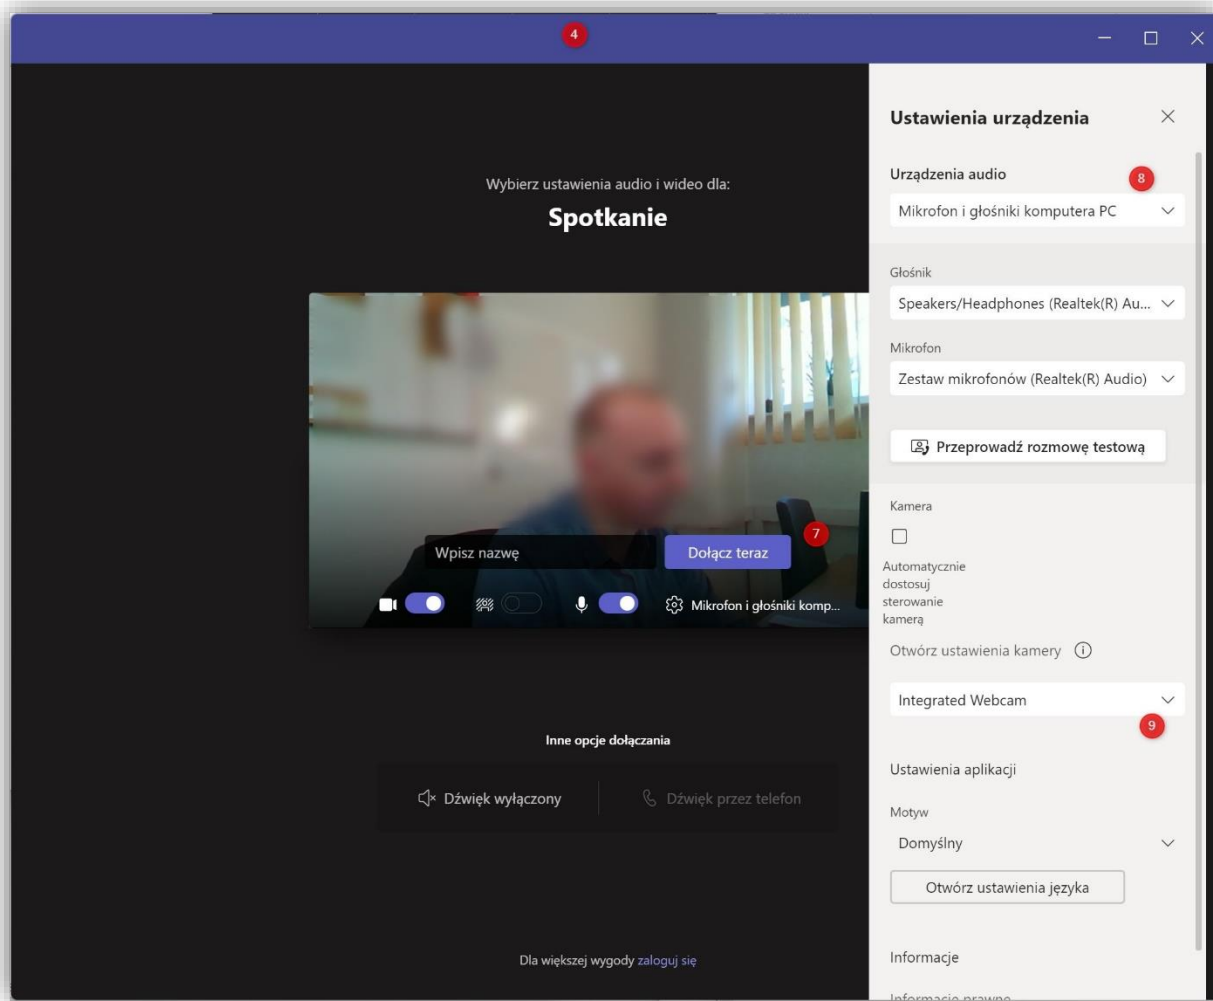 4
Wybierz ustawienia audio i wideo dla:
Spotkanie
Wpisz nazwę
Dołącz teraz
7
Mikrofon i głośniki komp...
Inne opcje dołączania
Dźwięk wyłączony
Dźwięk przez telefon
Dla większej wygody zaloguj się
Ustawienia urządzenia
Urządzenia audio
8
Mikrofon i głośniki komputera PC
Głośnik
Speakers/Headphones (Realtek(R) Au...
Mikrofon
Zestaw mikrofonów (Realtek(R) Audio)
Przeprowadź rozmowę testową
Kamera
Automatycznie
dostosuj
sterowanie
kamerą
Otwórz ustawienia kamery
Integrated Webcam
9
Ustawienia aplikacji
Motyw
Domyślny
Otwórz ustawienia języka
Informacje
Informacje prawne